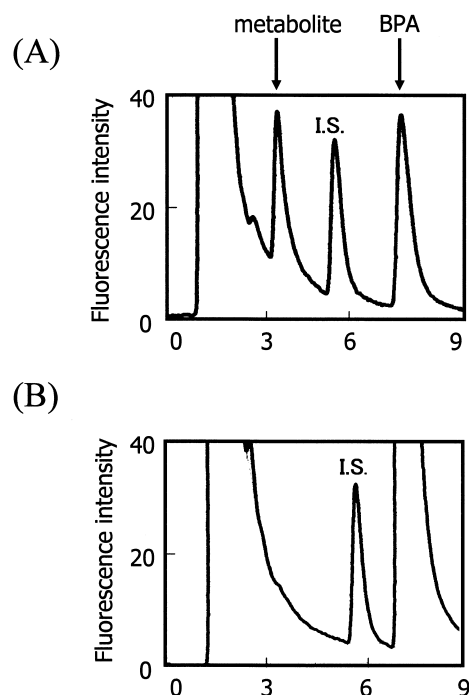 metabolite BPA
(A)
40
I.S.
Fluorescence intensity
20
0
0 3 6 9
(B)
40
I.S.
Fluorescence intensity
20
0
0 3 6 9